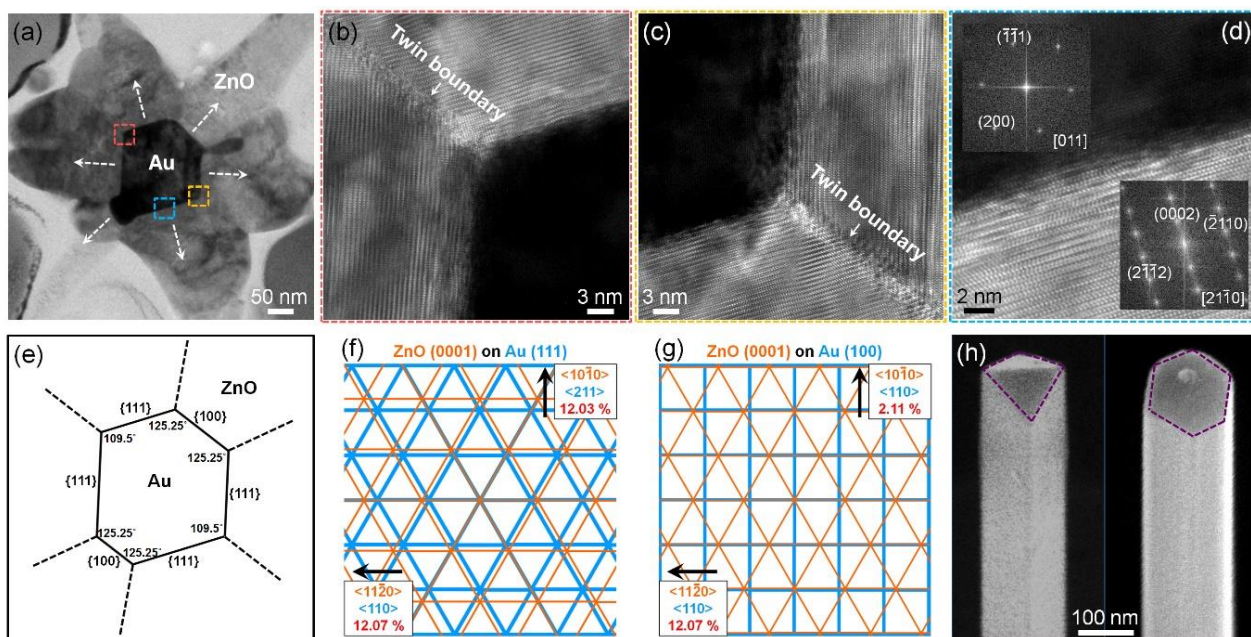 (a)
ZnO
Au
50 nm
(b)
Twin boundary
3 nm
(c)
Twin boundary
3 nm
(d)
(1̅1̅1)
(200)
[011]
(0002)
(2̅110)
(21̅1̅2)
[21̅1̅0]
2 nm
(e)
ZnO
{111}
{100}
109.5°
125.25°
125.25°
Au
{111}
{111}
125.25°
109.5°
125.25°
{100}
{111}
(f)
ZnO (0001) on Au (111)
<101̅0>
<211>
12.03 %
<112̅0>
<110>
12.07 %
(g)
ZnO (0001) on Au (100)
<101̅0>
<110>
2.11 %
<112̅0>
<110>
12.07 %
(h)
100 nm